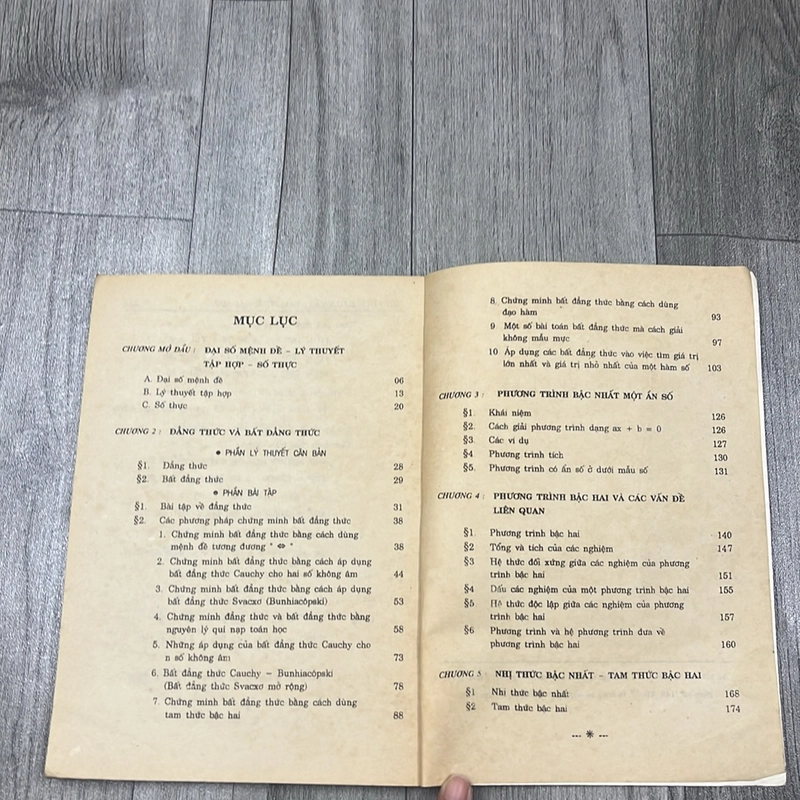 MỤC LỤC
CHƯƠNG MỞ ĐẦU : ĐẠI SỐ MỆNH ĐỀ - LÝ THUYẾT
TẬP HỢP - SỐ THỰC
A. Đại số mệnh đề 06
B. Lý thuyết tập hợp 13
C. Số thực 20
CHƯƠNG 2 : ĐẲNG THỨC VÀ BẤT ĐẲNG THỨC
● PHẦN LÝ THUYẾT CĂN BẢN
§1. Đẳng thức 28
§2. Bất đẳng thức 29
● PHẦN BÀI TẬP
§1. Bài tập về đẳng thức 31
§2. Các phương pháp chứng minh bất đẳng thức 38
1. Chứng minh bất đẳng thức bằng cách dùng
mệnh đề tương đương " ⇔ " 38
2. Chứng minh bất đẳng thức bằng cách áp dụng
bất đẳng thức Cauchy cho hai số không âm 44
3. Chứng minh bất đẳng thức bằng cách áp dụng
bất đẳng thức Svacxơ (Bunhiacôpski) 53
4. Chứng minh đẳng thức và bất đẳng thức bằng
nguyên lý qui nạp toán học 58
5. Những áp dụng của bất đẳng thức Cauchy cho
n số không âm 73
6. Bất đẳng thức Cauchy - Bunhiacôpski
(Bất đẳng thức Svacxơ mở rộng) 78
7. Chứng minh bất đẳng thức bằng cách dùng
tam thức bậc hai 88
8. Chứng minh bất đẳng thức bằng cách dùng
đạo hàm 93
9 Một số bài toán bất đẳng thức mà cách giải
không mẫu mực 97
10 Áp dụng các bất đẳng thức vào việc tìm giá trị
lớn nhất và giá trị nhỏ nhất của một hàm số 103
CHƯƠNG 3 : PHƯƠNG TRÌNH BẬC NHẤT MỘT ẨN SỐ
§1. Khái niệm 126
§2. Cách giải phương trình dạng ax + b = 0 126
§3. Các ví dụ 127
§4 Phương trình tích 130
§5. Phương trình có ẩn số ở dưới mẫu số 131
CHƯƠNG 4 : PHƯƠNG TRÌNH BẬC HAI VÀ CÁC VẤN ĐỀ
LIÊN QUAN
§1. Phương trình bậc hai 140
§2 Tổng và tích của các nghiệm 147
§3 Hệ thức đối xứng giữa các nghiệm của phương
trình bậc hai 151
§4 Dấu các nghiệm của một phương trình bậc hai 155
§5 Hệ thức độc lập giữa các nghiệm của phương
trình bậc hai 157
§6 Phương trình và hệ phương trình đưa về
phương trình bậc hai 160
CHƯƠNG 5 : NHỊ THỨC BẬC NHẤT - TAM THỨC BẬC HAI
§1 Nhị thức bậc nhất 168
§2 Tam thức bậc hai 174